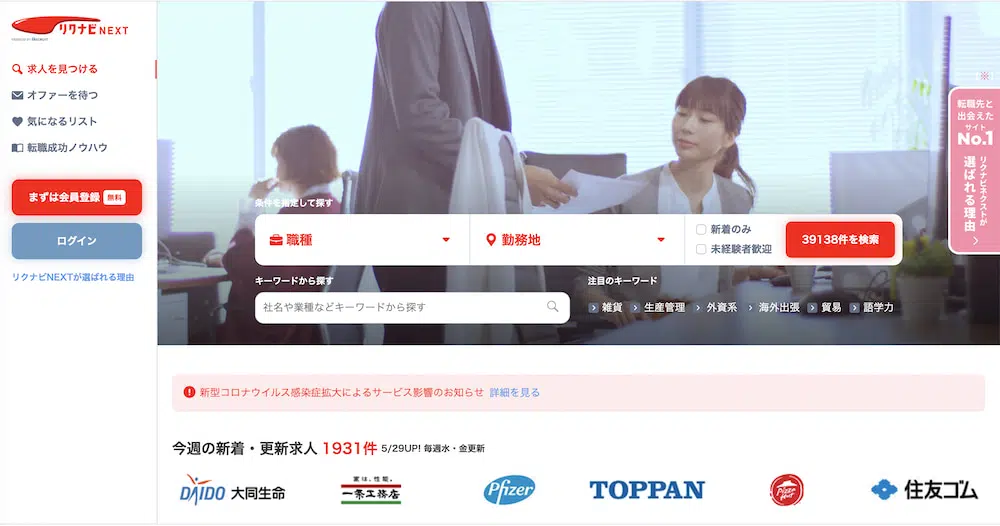 リクナビNEXT
求人を見つける
オファーを待つ
気になるリスト
転職成功ノウハウ
まずは会員登録 無料
ログイン
リクナビNEXTが選ばれる理由
条件を指定して探す
職種
勤務地
新着のみ
未経験者歓迎
39138件を検索
キーワードから探す
社名や業種などキーワードから探す
注目のキーワード
雑貨 生産管理 外資系 海外出張 貿易 語学力
※
転職先と
出会えた
サイト
No.1
リクナビネクストが
選ばれる理由
新型コロナウイルス感染症拡大によるサービス影響のお知らせ 詳細を見る
今週の新着・更新求人 1931件 5/29UP! 毎週水・金更新
DAIDO 大同生命
実は、性能。
一条工務店
Pfizer
TOPPAN
Pizza Hut
住友ゴム